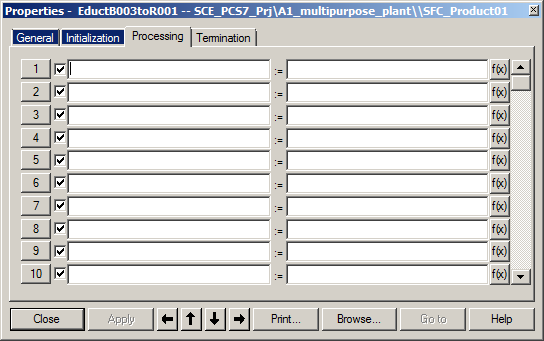 Properties - EductB003toR001 -- SCE_PCS7_Prj\A1_multipurpose_plant\\SFC_Product01
General Initialization Processing Termination
1 := f(x)
2 := f(x)
3 := f(x)
4 := f(x)
5 := f(x)
6 := f(x)
7 := f(x)
8 := f(x)
9 := f(x)
10 := f(x)
Close Apply Print... Browse... Go to Help